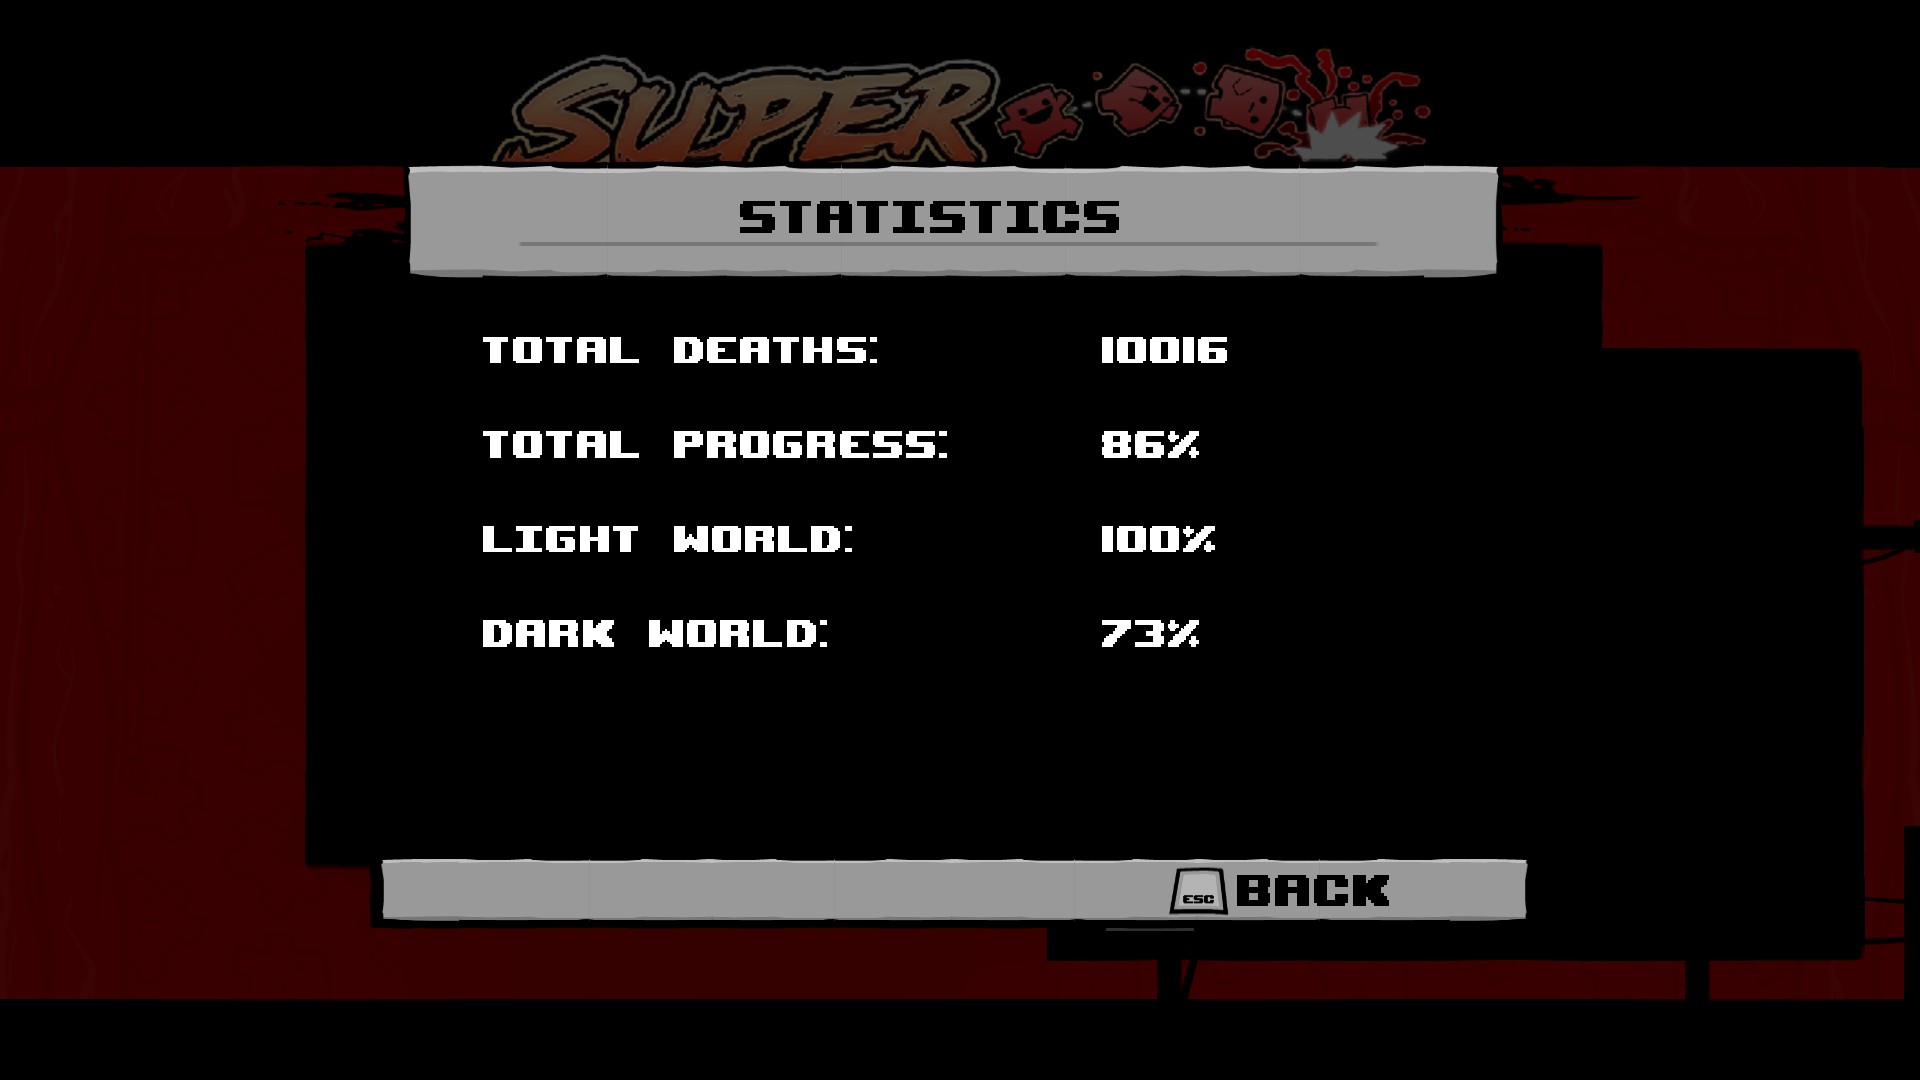 SUPER
STATISTICS
TOTAL DEATHS: 10016
TOTAL PROGRESS: 86%
LIGHT WORLD: 100%
DARK WORLD: 73%
ESC BACK